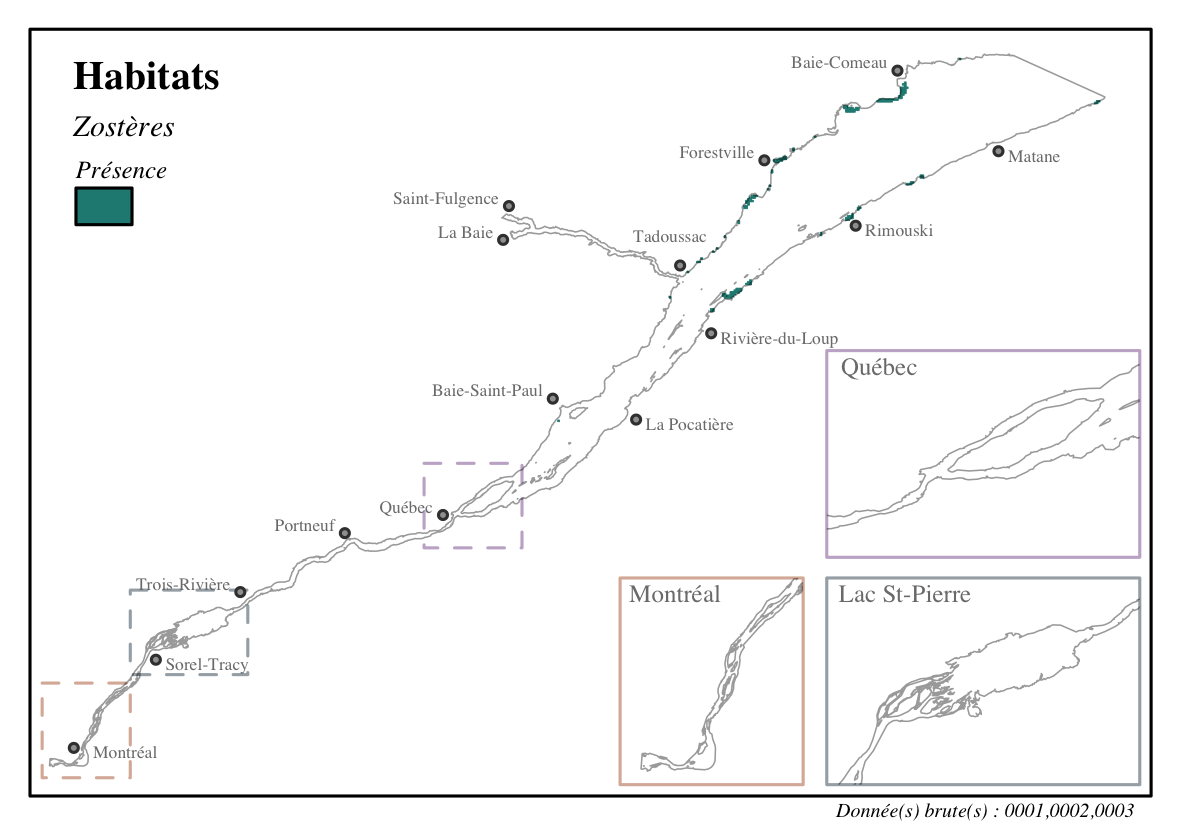 Habitats
Zostères
Présence
Baie-Comeau
Forestville
Matane
Saint-Fulgence
La Baie
Tadoussac
Rimouski
Rivière-du-Loup
Baie-Saint-Paul
La Pocatière
Québec
Québec
Portneuf
Trois-Rivière
Montréal
Lac St-Pierre
Sorel-Tracy
Montréal
Donnée(s) brute(s) : 0001,0002,0003